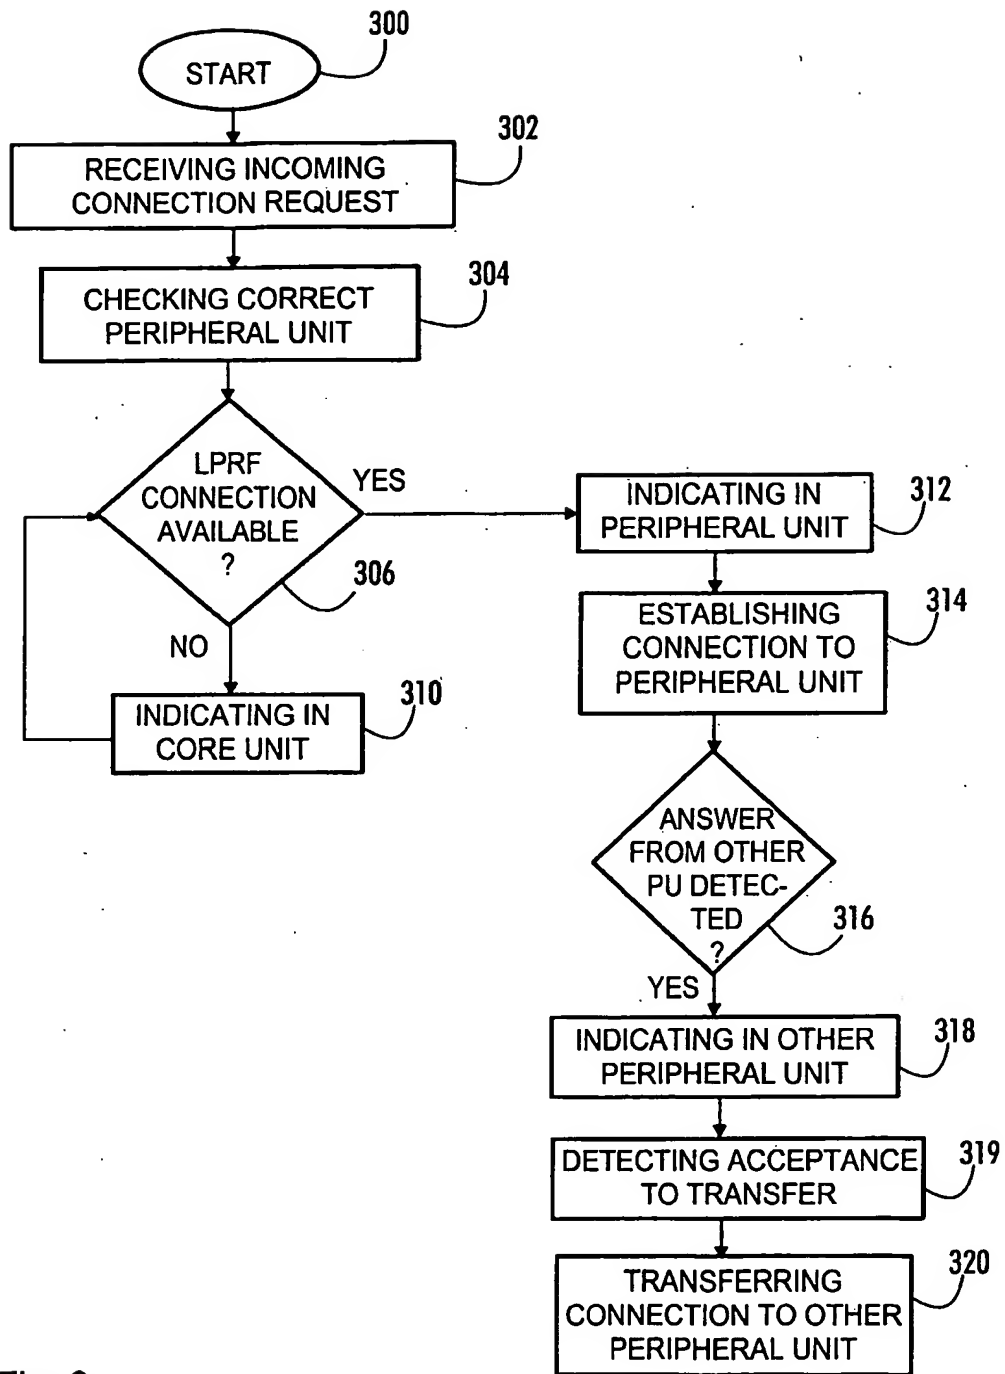 300
START
302
RECEIVING INCOMING
CONNECTION REQUEST
304
CHECKING CORRECT
PERIPHERAL UNIT
LPRF
CONNECTION
AVAILABLE
?
YES
306
NO
310
INDICATING IN
CORE UNIT
312
INDICATING IN
PERIPHERAL UNIT
314
ESTABLISHING
CONNECTION TO
PERIPHERAL UNIT
ANSWER
FROM OTHER
PU DETEC-
TED
?
316
YES
318
INDICATING IN OTHER
PERIPHERAL UNIT
319
DETECTING ACCEPTANCE
TO TRANSFER
320
TRANSFERRING
CONNECTION TO OTHER
PERIPHERAL UNIT